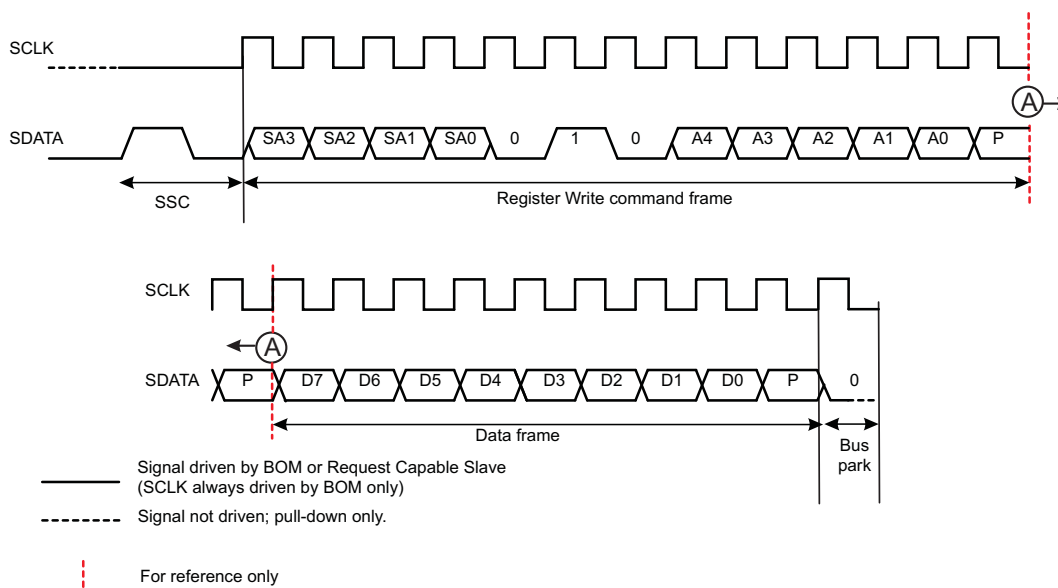 SCLK
A
SDATA SA3 SA2 SA1 SA0 0 1 0 A4 A3 A2 A1 A0 P
SSC
Register Write command frame
SCLK
A
SDATA P D7 D6 D5 D4 D3 D2 D1 D0 P 0
Data frame
Bus
park
Signal driven by BOM or Request Capable Slave
(SCLK always driven by BOM only)
Signal not driven; pull-down only.
For reference only